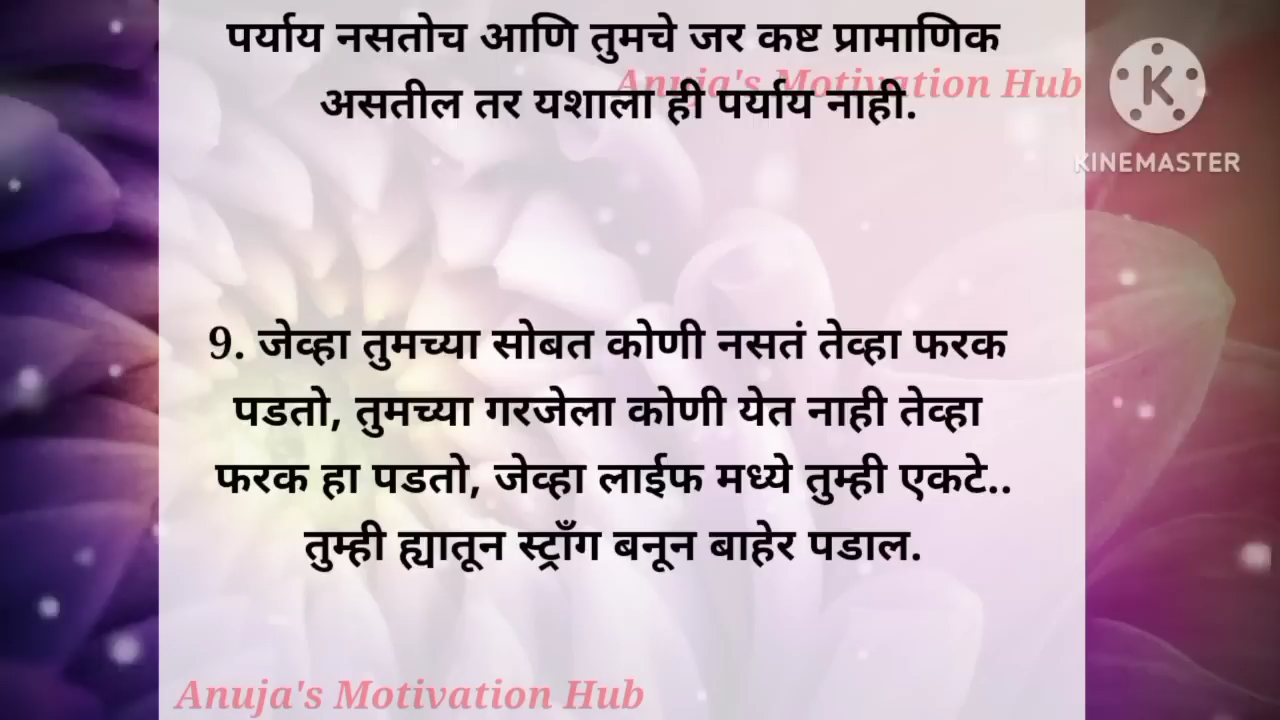 पर्याय नसतोच आणि तुमचे जर कष्ट प्रामाणिक
Anuja's Motivation Hub
असतील तर यशाला ही पर्याय नाही.
K
KINEMASTER
9. जेव्हा तुमच्या सोबत कोणी नसतं तेव्हा फरक
पडतो, तुमच्या गरजेला कोणी येत नाही तेव्हा
फरक हा पडतो, जेव्हा लाईफ मध्ये तुम्ही एकटे..
तुम्ही ह्यातून स्ट्राँग बनून बाहेर पडाल.
Anuja's Motivation Hub